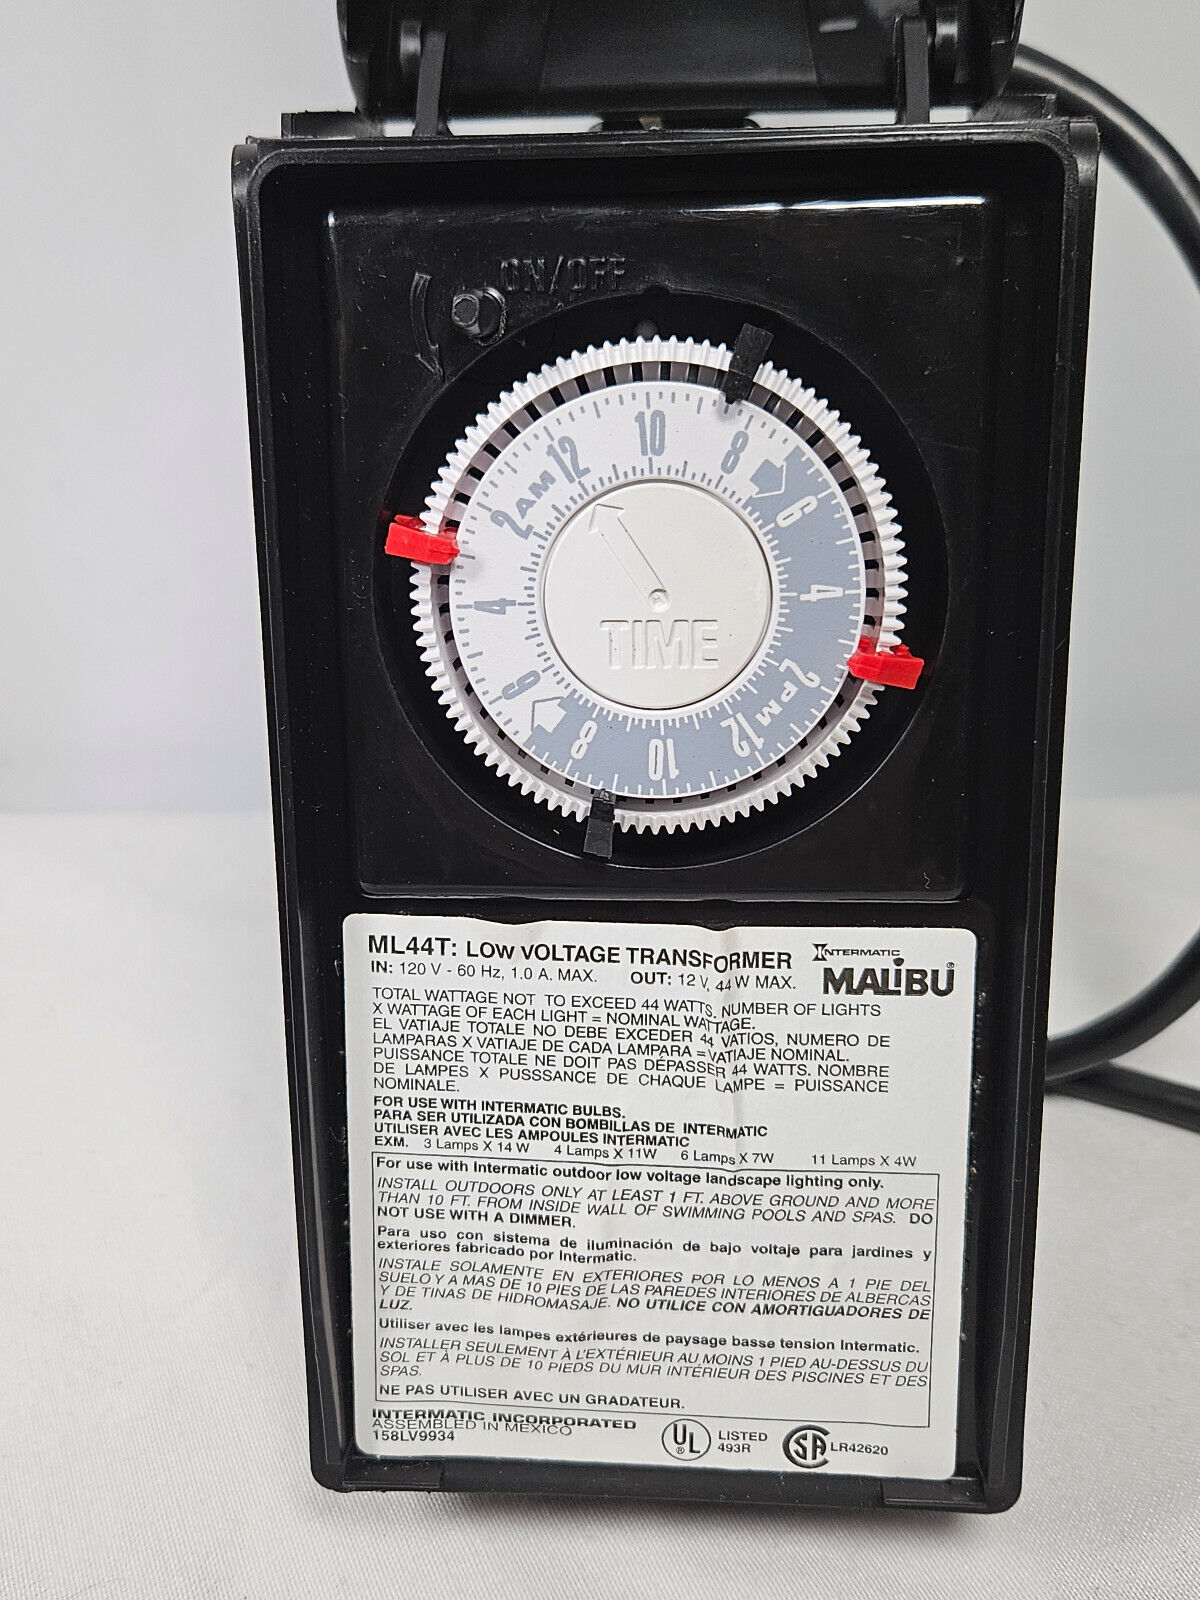 ON/OFF
10
8
6
4
2 PM
12
10
8
6
4
2 AM
12
TIME
ML44T: LOW VOLTAGE TRANSFORMER
INTERMATIC
MALIBU®
IN: 120 V - 60 Hz, 1.0 A. MAX. OUT: 12 V, 44 W MAX.
TOTAL WATTAGE NOT TO EXCEED 44 WATTS. NUMBER OF LIGHTS
X WATTAGE OF EACH LIGHT = NOMINAL WATTAGE.
EL VATIAJE TOTALE NO DEBE EXCEDER 44 VATIOS, NUMERO DE
LAMPARAS X VATIAJE DE CADA LAMPARA = VATIAJE NOMINAL.
PUISSANCE TOTALE NE DOIT PAS DÉPASSER 44 WATTS. NOMBRE
DE LAMPES X PUSSSANCE DE CHAQUE LAMPE = PUISSANCE
NOMINALE.
FOR USE WITH INTERMATIC BULBS.
PARA SER UTILIZADA CON BOMBILLAS DE INTERMATIC
UTILISER AVEC LES AMPOULES INTERMATIC
EXM. 3 Lamps X 14 W 4 Lamps X 11W 6 Lamps X 7W 11 Lamps X 4W
For use with Intermatic outdoor low voltage landscape lighting only.
INSTALL OUTDOORS ONLY AT LEAST 1 FT. ABOVE GROUND AND MORE
THAN 10 FT. FROM INSIDE WALL OF SWIMMING POOLS AND SPAS. DO
NOT USE WITH A DIMMER.
Para uso con sistema de iluminación de bajo voltaje para jardines y
exteriores fabricado por Intermatic.
INSTALE SOLAMENTE EN EXTERIORES POR LO MENOS A 1 PIE DEL
SUELO Y A MAS DE 10 PIES DE LAS PAREDES INTERIORES DE ALBERCAS
Y DE TINAS DE HIDROMASAJE. NO UTILICE CON AMORTIGUADORES DE
LUZ.
Utiliser avec les lampes extérieures de paysage basse tension Intermatic.
INSTALLER SEULEMENT À L'EXTÉRIEUR AU MOINS 1 PIED AU-DESSUS DU
SOL ET À PLUS DE 10 PIEDS DU MUR INTÉRIEUR DES PISCINES ET DES
SPAS.
NE PAS UTILISER AVEC UN GRADATEUR.
INTERMATIC INCORPORATED
ASSEMBLED IN MEXICO
158LV9934
UL®
LISTED
493R
SA
LR42620